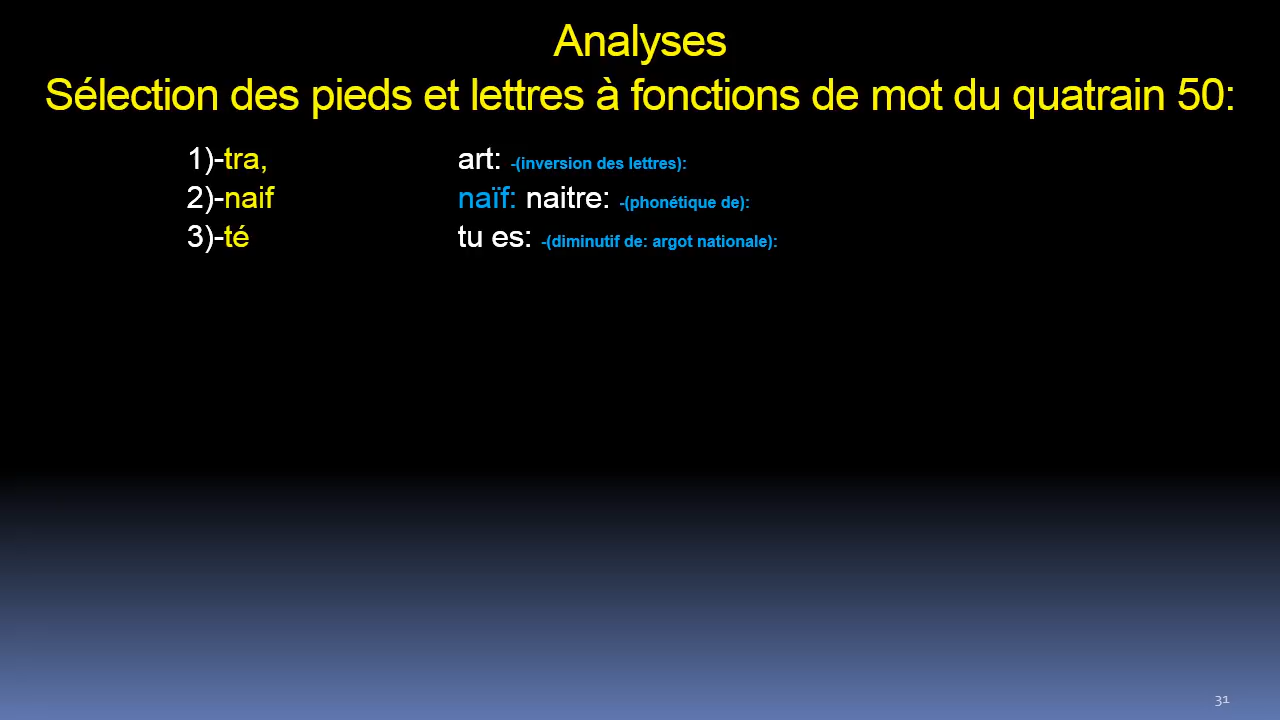 Analyses
Sélection des pieds et lettres à fonctions de mot du quatrain 50:
1)-tra, art: -(inversion des lettres):
2)-naif naïf: naitre: -(phonétique de):
3)-té tu es: -(diminutif de: argot nationale):
31